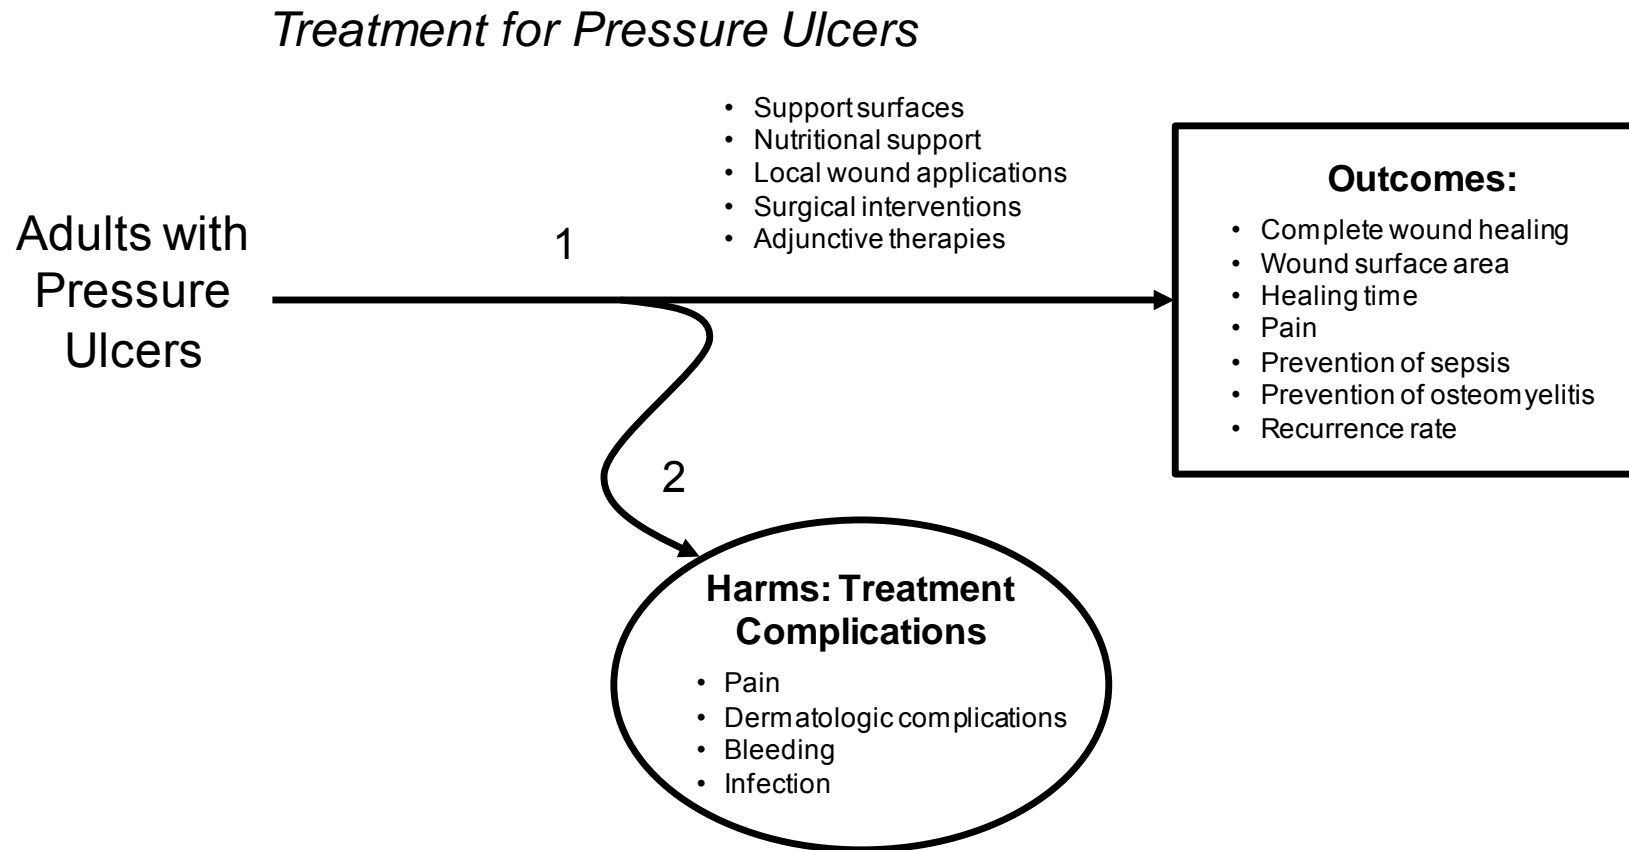 Treatment for Pressure Ulcers
• Support surfaces
• Nutritional support
• Local wound applications
• Surgical interventions
• Adjunctive therapies
Adults with
Pressure
Ulcers
1
2
Outcomes:
• Complete wound healing
• Wound surface area
• Healing time
• Pain
• Prevention of sepsis
• Prevention of osteomyelitis
• Recurrence rate
Harms: Treatment
Complications
• Pain
• Dermatologic complications
• Bleeding
• Infection